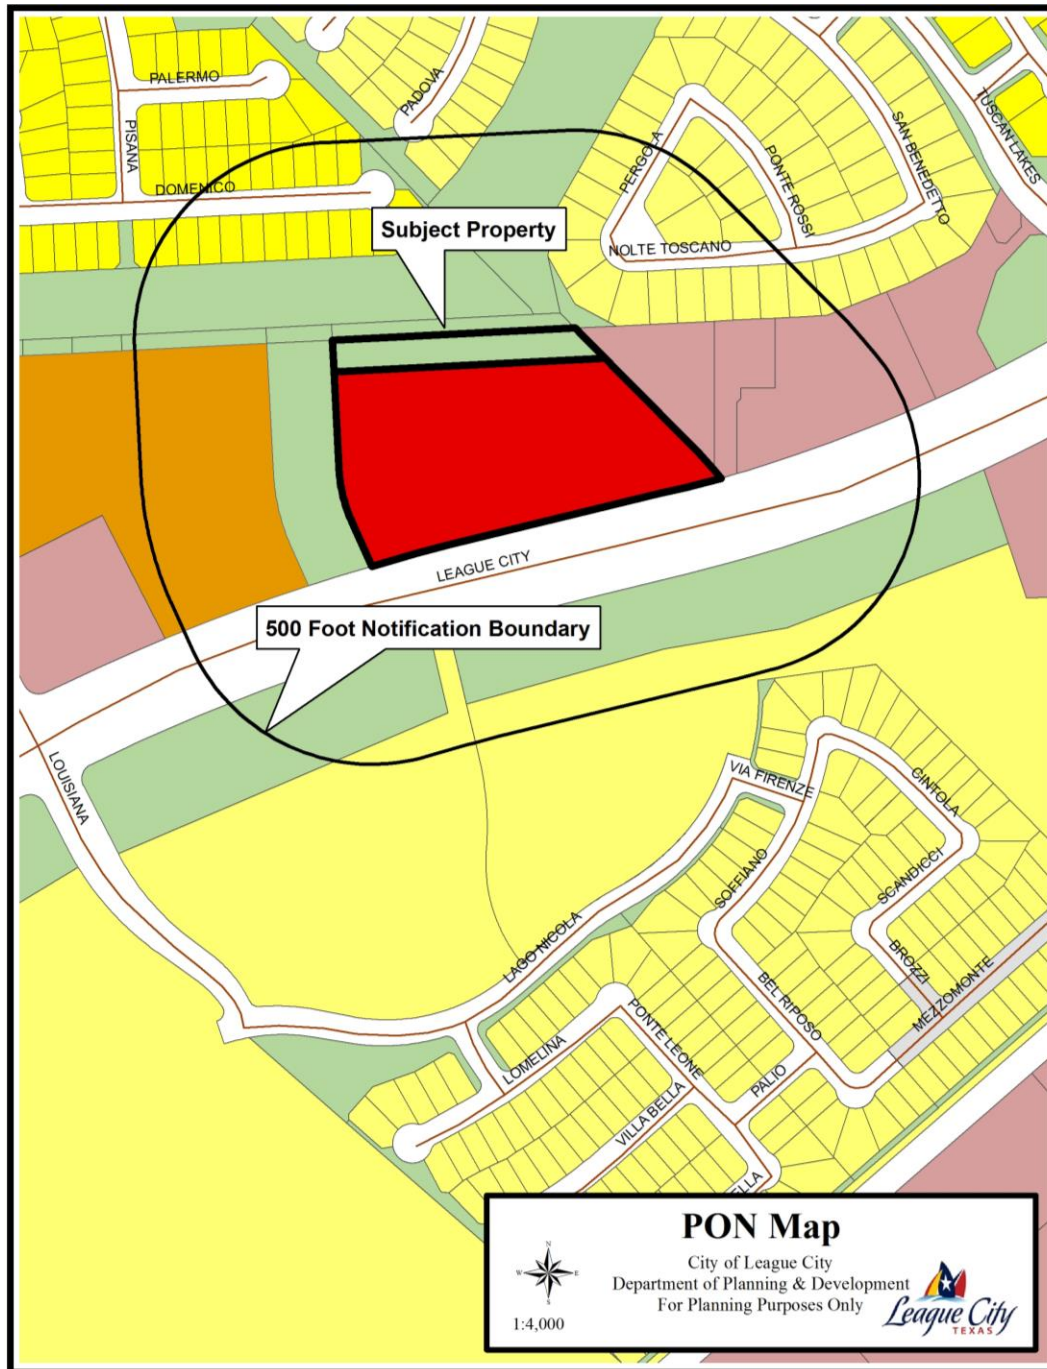 PALERMO
PADOVA
PISANA
DOMENICO
PERGOLA
PONTE ROSSI
SAN BENEDETTO
TUSCAN LAKES
NOLTE TOSCANO
Subject Property
LEAGUE CITY
500 Foot Notification Boundary
LOUISIANA
VIA FIRENZE
CINTOLA
SOFFIANO
SCANDICCI
LAGO NICOLA
BROZZI
BEL RIPOSO
MEZZOMONTE
PONTE LEONE
LOMELINA
PALIO
VILLA BELLA
ELLA
PON Map
City of League City
Department of Planning & Development
For Planning Purposes Only
N
W
E
S
1:4,000
League City
TEXAS